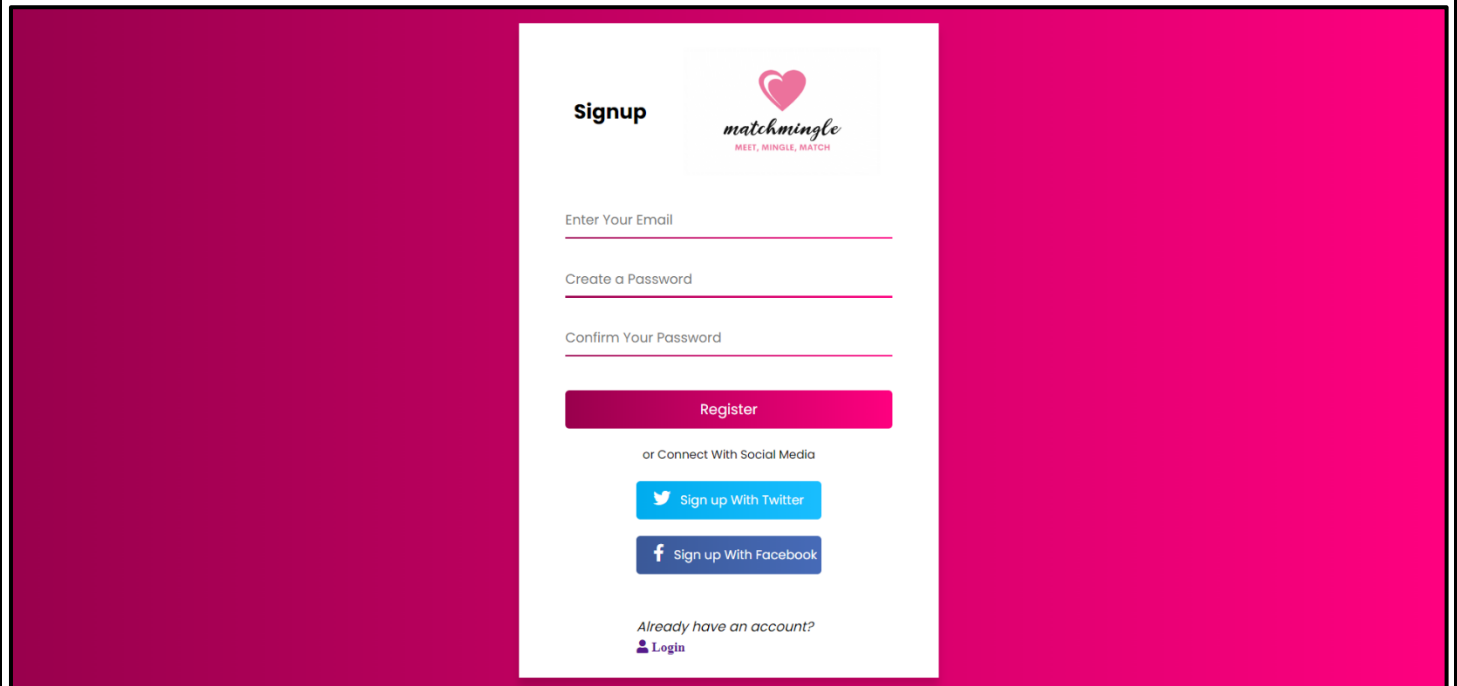 Signup
matchmingle
MEET, MINGLE, MATCH
Enter Your Email
Create a Password
Confirm Your Password
Register
or Connect With Social Media
Sign up With Twitter
Sign up With Facebook
Already have an account?
Login